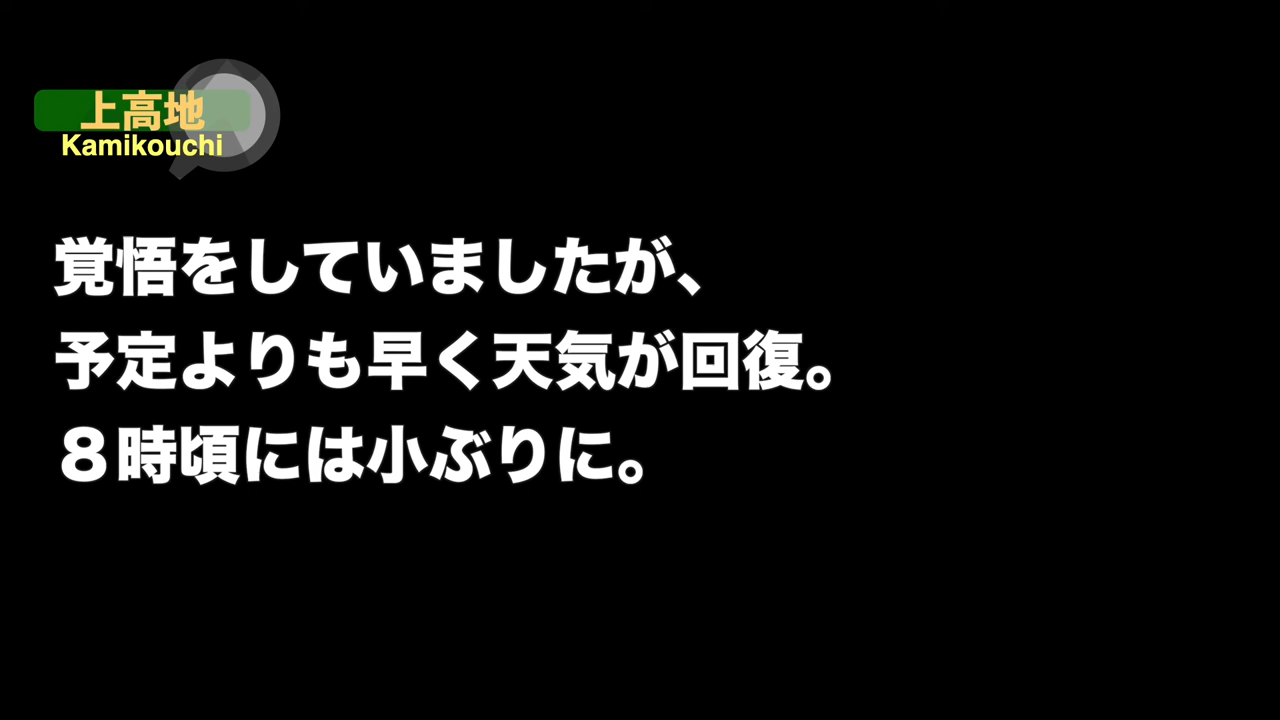 上高地
Kamikouchi
覚悟をしていましたが、
予定よりも早く天気が回復。
８時頃には小ぶりに。